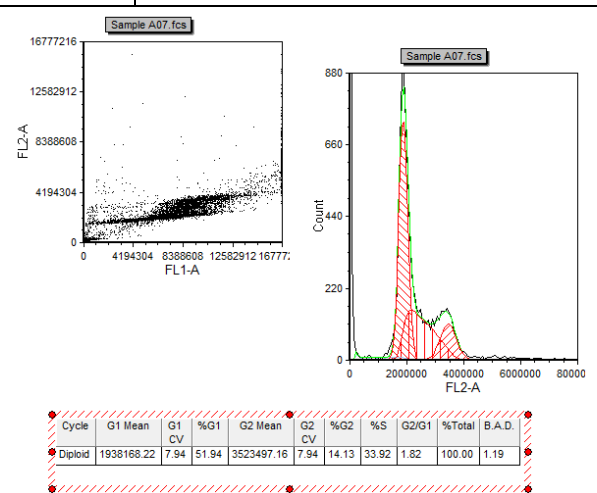 Sample A07.fcs
16777216
12582912
8388608
4194304
0
FL2-A
0 4194304 8388608 12582912 16777:
FL1-A
Sample A07.fcs
880
660
440
220
0
Count
0 2000000 4000000 6000000 80000
FL2-A
Cycle G1 Mean G1 CV %G1 G2 Mean G2 CV %G2 %S G2/G1 %Total B.A.D.
Diploid 1938168.22 7.94 51.94 3523497.16 7.94 14.13 33.92 1.82 100.00 1.19